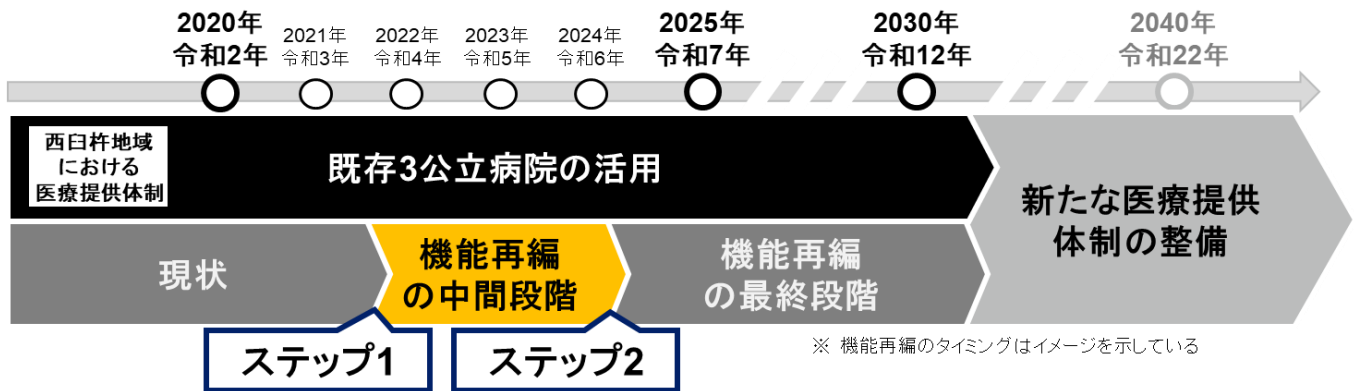 2020年
令和2年
2021年
令和3年
2022年
令和4年
2023年
令和5年
2024年
令和6年
2025年
令和7年
2030年
令和12年
2040年
令和22年
西臼杵地域
における
医療提供体制
既存3公立病院の活用
新たな医療提供
体制の整備
現状
機能再編
の中間段階
機能再編
の最終段階
ステップ1
ステップ2
※ 機能再編のタイミングはイメージを示している